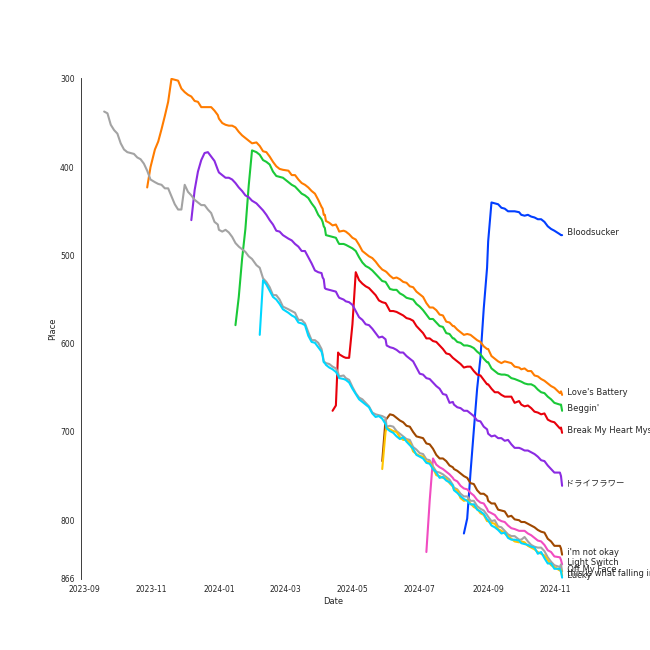 300
400
500
600
700
800
866
Place
2023-09
2023-11
2024-01
2024-03
2024-05
2024-07
2024-09
2024-11
Date
Bloodsucker
Love's Battery
Beggin'
Break My Heart Mys
ドライフラワー
i'm not okay
Light Switch
Off My Face
this is what falling in
Lucky